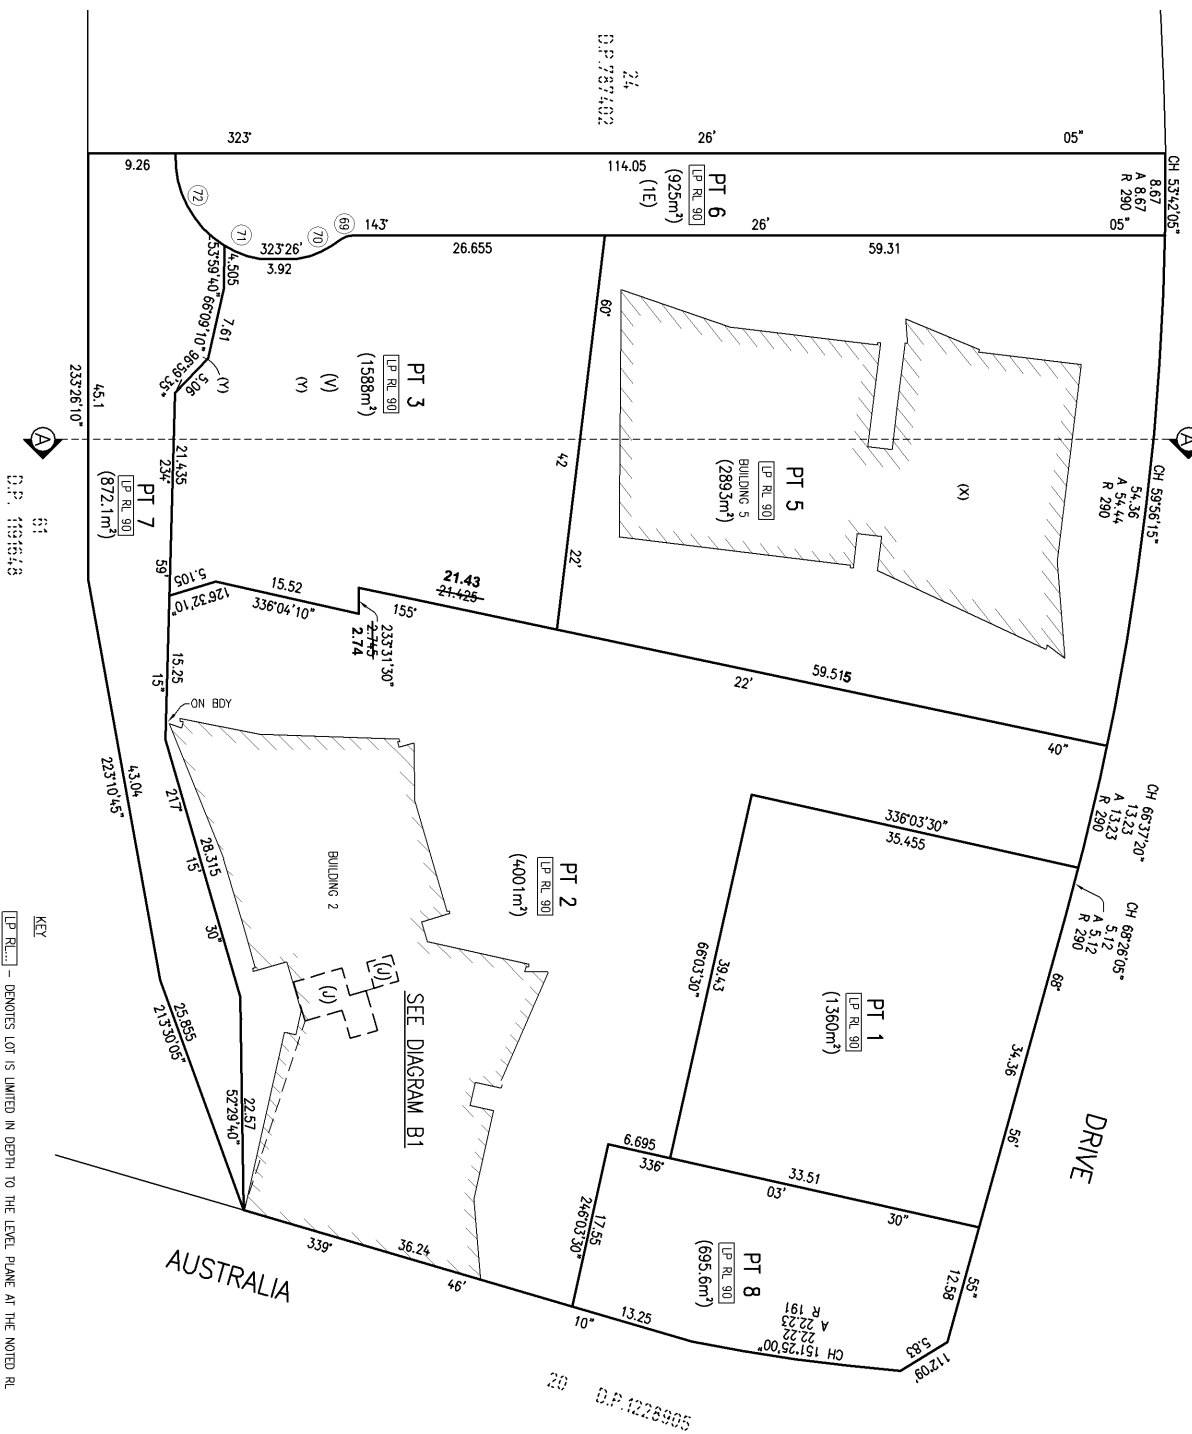 24
D.P.787402
323°
26'
05"
9.26
114.05
CH 53°42'05"
8.67
A 8.67
R 290
PT 6
LP RL 90
(925m²)
(1E)
72
71
70
69
143°
26'
05"
323°26'
3.92
26.655
59.31
4.505
53°59'40"
66°09'10"
7.61
96°59'35"
5.06
(Y)
60°
42
22'
PT 3
LP RL 90
(1588m²)
(V)
(Y)
PT 5
LP RL 90
(2893m²)
BUILDING 5
(X)
A
A
45.1
233°26'10"
21.435
234°
59'
15"
PT 7
LP RL 90
(872.1m²)
61
D.P. 1191648
CH 59°56'15"
54.36
A 54.44
R 290
5.105
126°32'10"
15.52
336°04'10"
21.43
21.425
155°
22'
40"
59.515
233°31'30"
2.745
2.74
15.25
ON BDY
43.04
223°10'45"
217°
28.315
15'
30"
BUILDING 2
PT 2
LP RL 90
(4001m²)
(J)
(J)
SEE DIAGRAM B1
CH 66°37'20"
13.23
A 13.23
R 290
336°03'30"
35.455
CH 68°26'05"
5.12
A 5.12
R 290
39.43
66°03'30"
PT 1
LP RL 90
(1360m²)
68°
34.36
56'
55"
12.58
DRIVE
25.855
213°30'05"
22.57
52°29'40"
6.695
336°
33.51
03'
30"
17.55
246°03'30"
PT 8
LP RL 90
(695.6m²)
5.83
112°09'
CH 151°25'00"
22.22
A 22.23
R 191
339°
36.24
46'
10"
13.25
AUSTRALIA
20 D.P.1228905
KEY
LP RL... – DENOTES LOT IS LIMITED IN DEPTH TO THE LEVEL PLANE AT THE NOTED RL